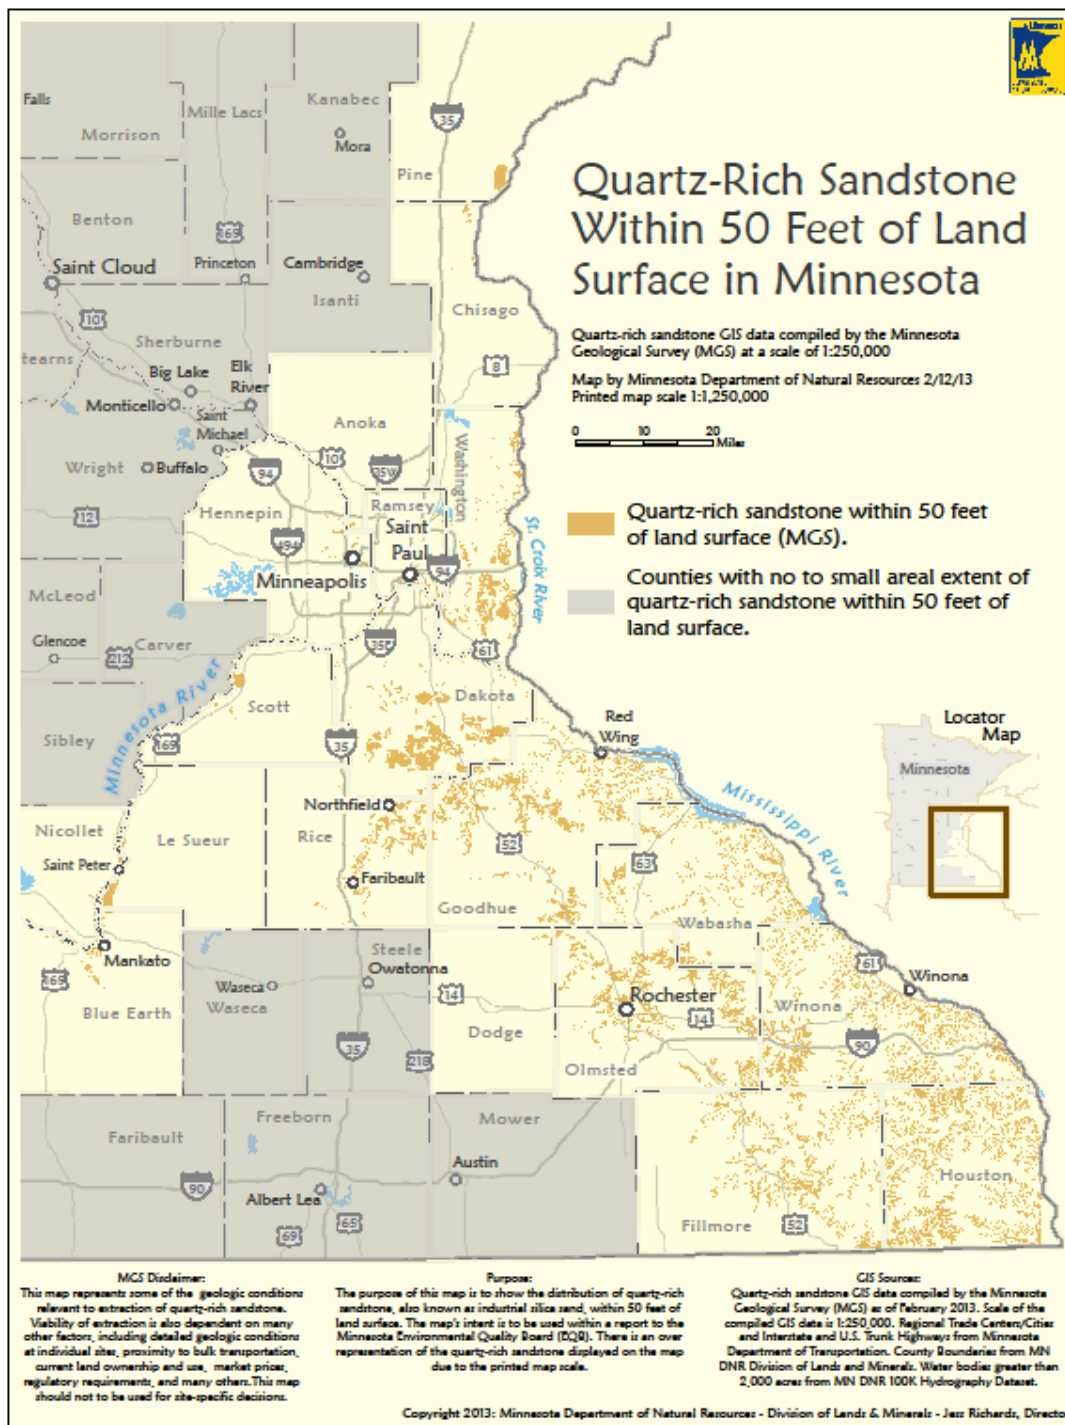 Quartz-Rich Sandstone
Within 50 Feet of Land
Surface in Minnesota
Quartz-rich sandstone GIS data compiled by the Minnesota
Geological Survey (MGS) at a scale of 1:250,000
Map by Minnesota Department of Natural Resources 2/12/13
Printed map scale 1:1,250,000
0 10 20
Miles
Quartz-rich sandstone within 50 feet
of land surface (MGS).
Counties with no to small areal extent of
quartz-rich sandstone within 50 feet of
land surface.
Locator
Map
Minnesota
Falls
Morrison
Mille Lacs
Kanabec
Mora
35
Pine
Benton
169
Saint Cloud
Princeton
Cambridge
Isanti
Chisago
10
Sherburne
tearns
Big Lake
Elk
River
8
Monticello
Saint
Michael
Anoka
Wright
Buffalo
94
10
35W
Washington
12
Hennepin
Ramsey
494
Saint
Paul
Minneapolis
94
St. Croix River
McLeod
Glencoe
212
Carver
35E
61
Minnesota River
Scott
Dakota
Sibley
169
35
Red
Wing
Mississippi River
Northfield
Nicollet
Le Sueur
Rice
52
63
Saint Peter
Faribault
Goodhue
Wabasha
Mankato
Steele
Owatonna
61
Winona
169
Waseca
Waseca
14
Rochester
14
Winona
Blue Earth
35
218
Dodge
Olmsted
90
Faribault
Freeborn
Mower
90
Albert Lea
Austin
Houston
69
65
Fillmore
52
MGS Disclaimer:
This map represents some of the geologic conditions
relevant to extraction of quartz-rich sandstone.
Viability of extraction is also dependent on many
other factors, including detailed geologic conditions
at individual sites, proximity to bulk transportation,
current land ownership and use, market prices,
regulatory requirements, and many others. This map
should not to be used for site-specific decisions.
Purpose:
The purpose of this map is to show the distribution of quartz-rich
sandstone, also known as industrial silica sand, within 50 feet of
land surface. The map's intent is to be used within a report to the
Minnesota Environmental Quality Board (EQB). There is an over
representation of the quartz-rich sandstone displayed on the map
due to the printed map scale.
GIS Sources:
Quartz-rich sandstone GIS data compiled by the Minnesota
Geological Survey (MGS) as of February 2013. Scale of the
compiled GIS data is 1:250,000. Regional Trade Centers/Cities
and Interstate and U.S. Trunk Highways from Minnesota
Department of Transportation. County Boundaries from MN
DNR Division of Lands and Minerals. Water bodies greater than
2,000 acres from MN DNR 100K Hydrography Dataset.
Copyright 2013: Minnesota Department of Natural Resources - Division of Lands & Minerals - Jess Richards, Directo